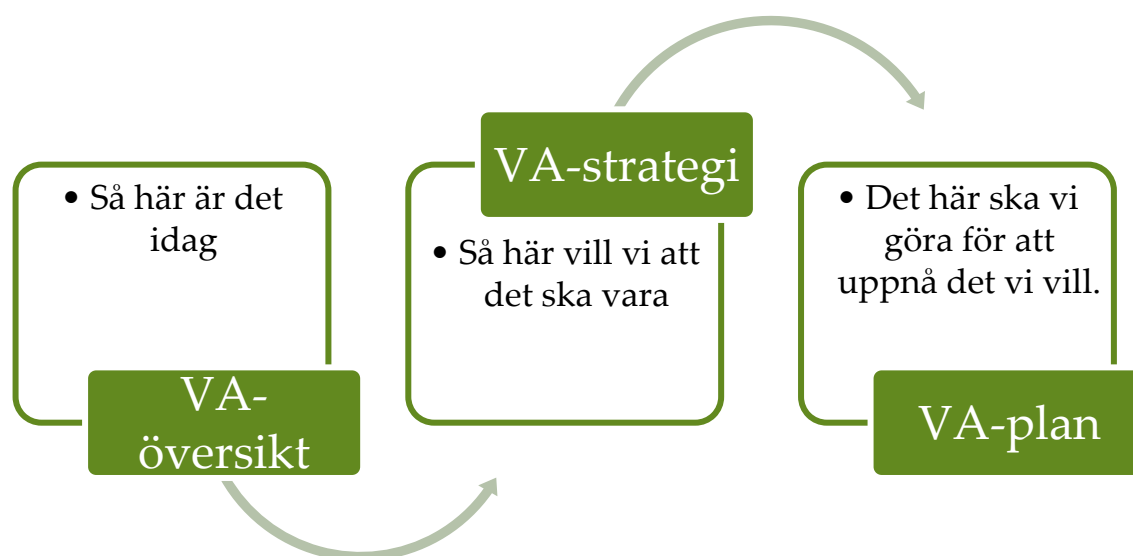 • Så här är det
idag
VA-
översikt
VA-strategi
• Så här vill vi att
det ska vara
• Det här ska vi
göra för att
uppnå det vi vill.
VA-plan